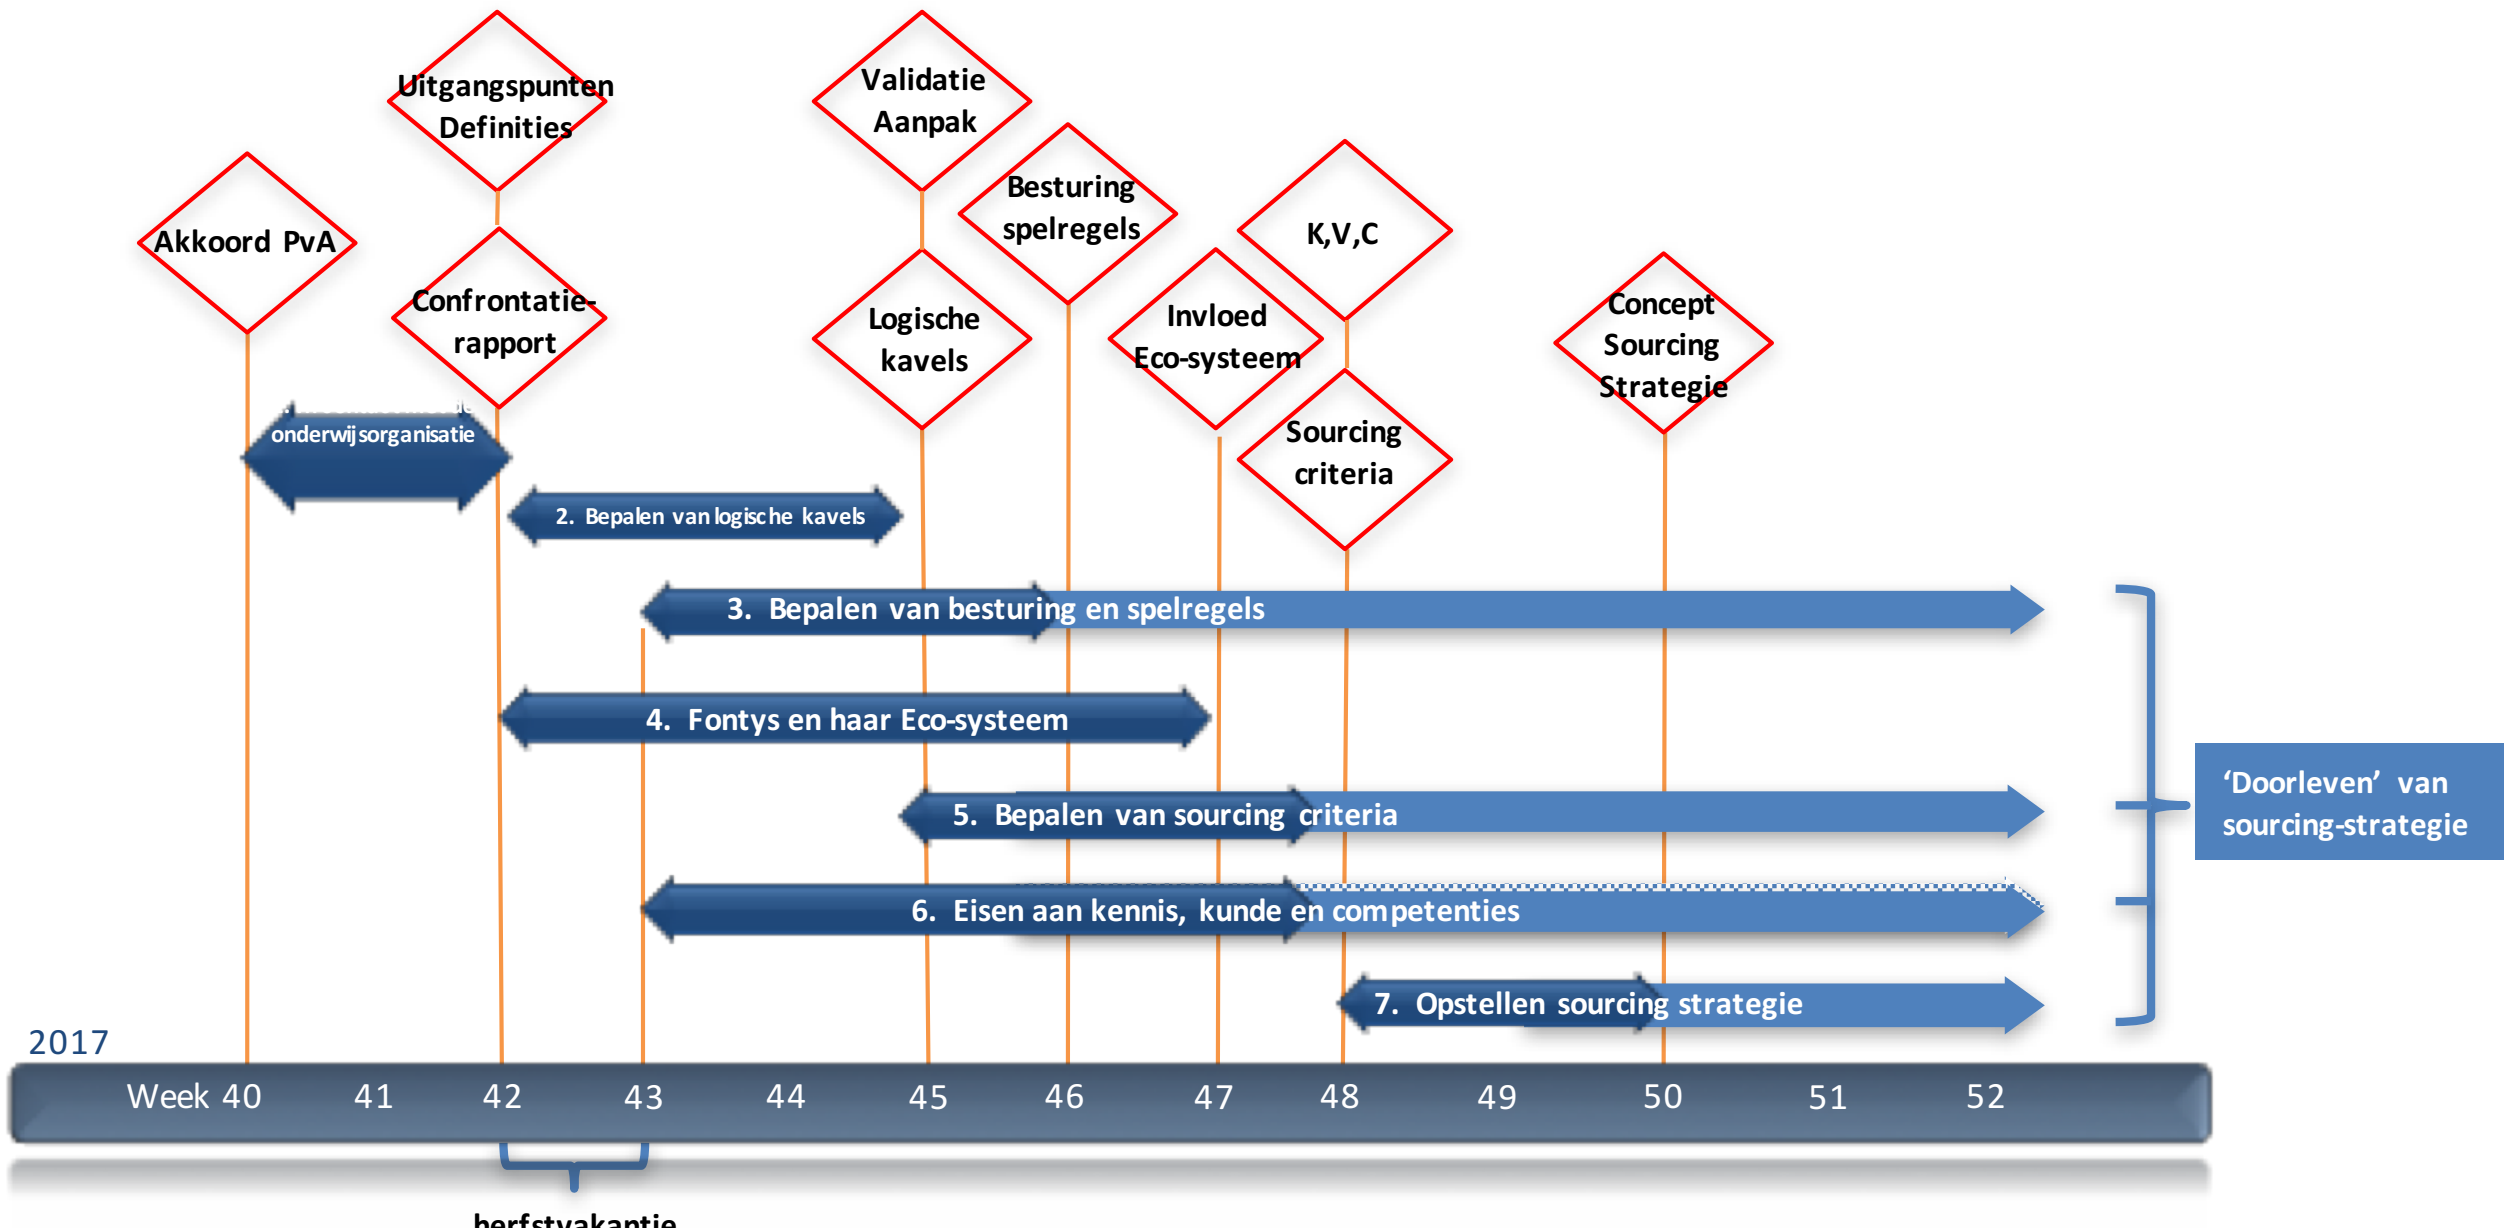 Uitgangspunten
Definities
Validatie
Aanpak
Besturing
spelregels
K,V,C
Akkoord PvA
Confrontatie-
rapport
Logische
kavels
Invloed
Eco-systeem
Concept
Sourcing
Strategie
Sourcing
criteria
onderwijsorganisatie
2. Bepalen van logische kavels
3. Bepalen van besturing en spelregels
4. Fontys en haar Eco-systeem
5. Bepalen van sourcing criteria
6. Eisen aan kennis, kunde en competenties
7. Opstellen sourcing strategie
‘Doorleven’ van
sourcing-strategie
2017
Week 40 41 42 43 44 45 46 47 48 49 50 51 52
herfstvakantie